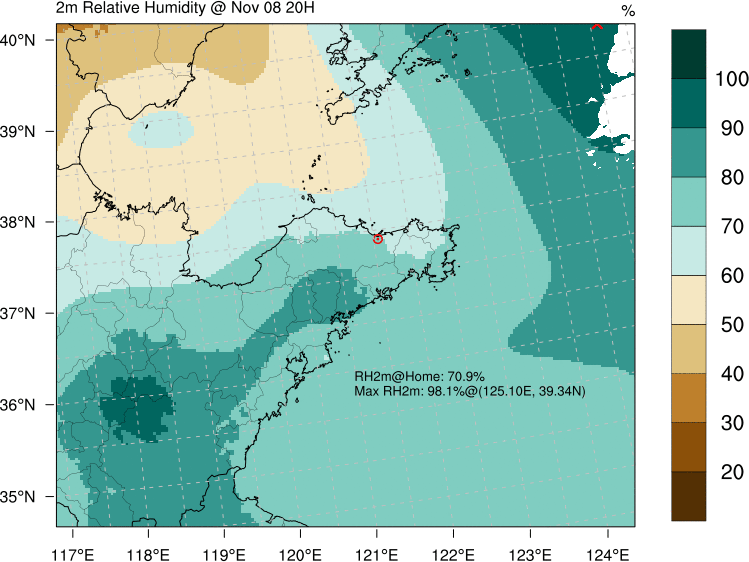 2m Relative Humidity @ Nov 08 20H
%
40°N
39°N
38°N
37°N
36°N
35°N
117°E 118°E 119°E 120°E 121°E 122°E 123°E 124°E
RH2m@Home: 70.9%
Max RH2m: 98.1%@(125.10E, 39.34N)
100
90
80
70
60
50
40
30
20